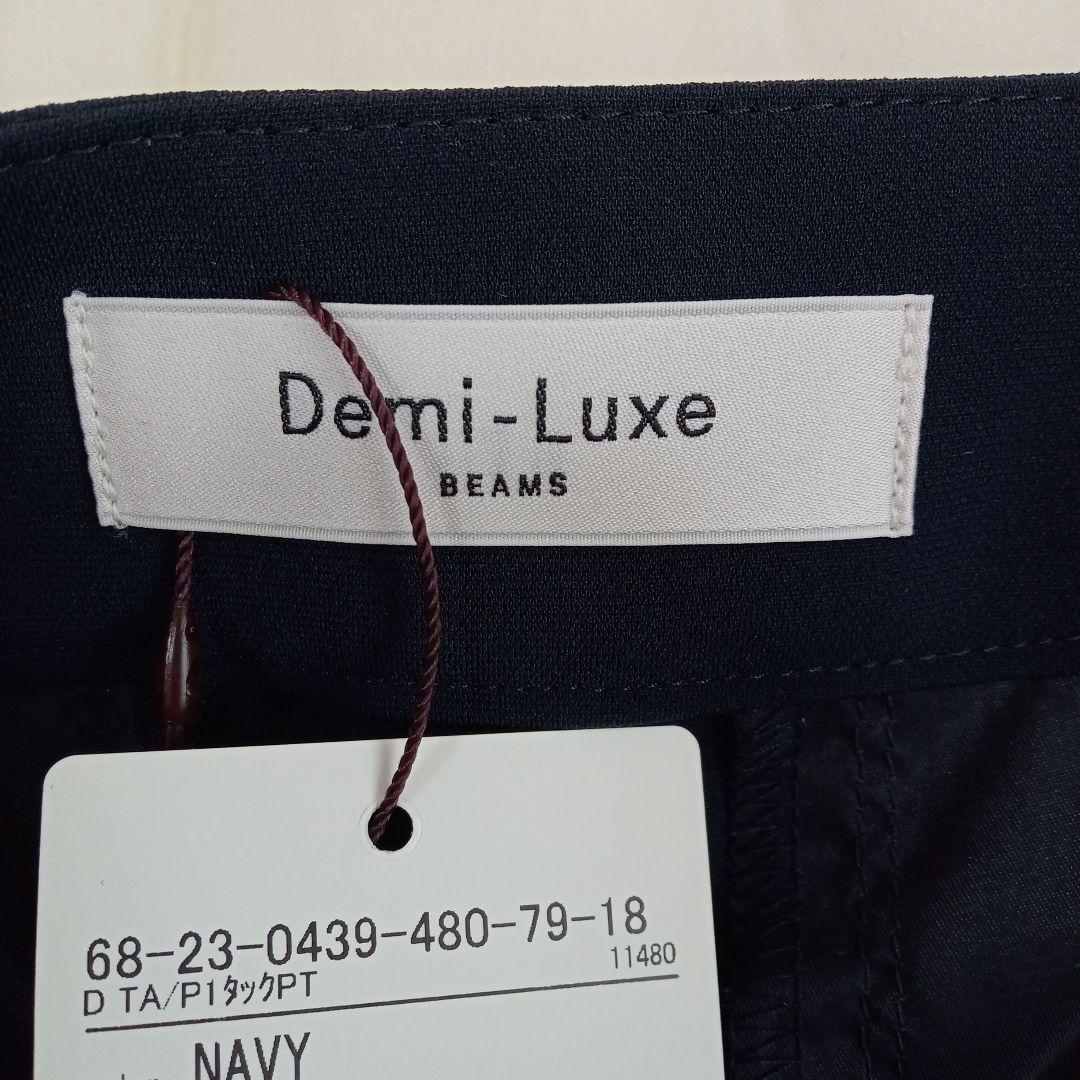 Demi-Luxe
BEAMS
68-23-0439-480-79-18
11480
D TA/P1ﾀｯｸPT
NAVY